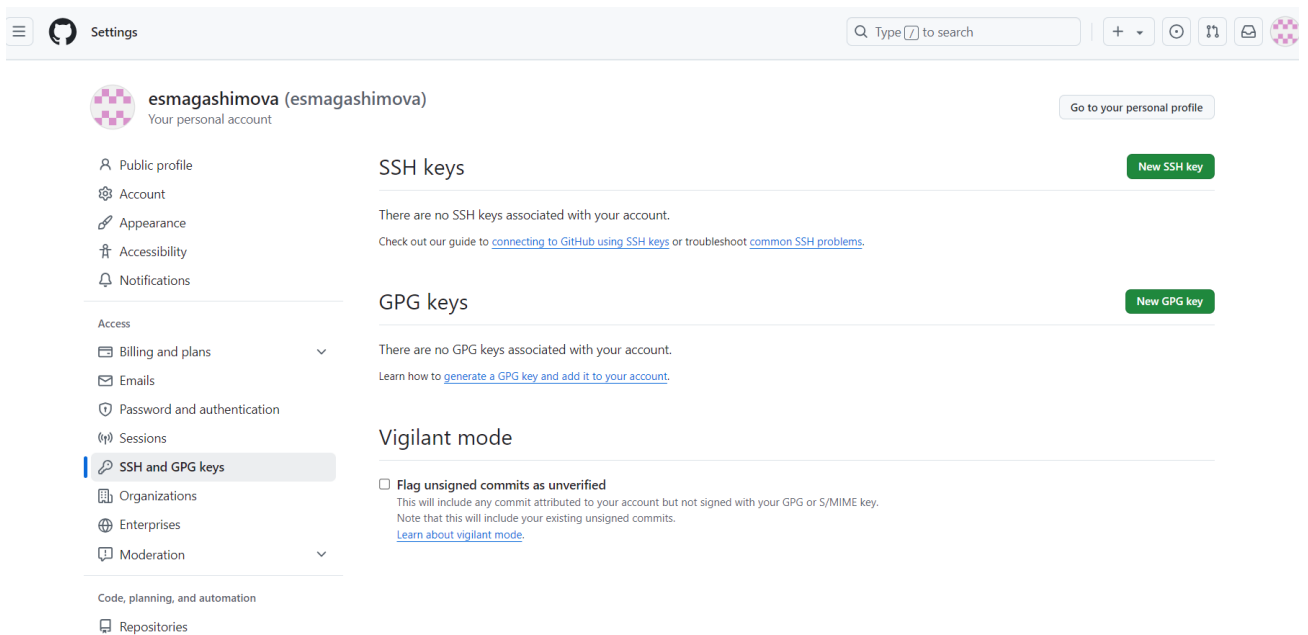 Settings
Type / to search
esmagashimova (esmagashimova)
Your personal account
Go to your personal profile
Public profile
Account
Appearance
Accessibility
Notifications
Access
Billing and plans
Emails
Password and authentication
Sessions
SSH and GPG keys
Organizations
Enterprises
Moderation
Code, planning, and automation
Repositories
SSH keys
New SSH key
There are no SSH keys associated with your account.
Check out our guide to connecting to GitHub using SSH keys or troubleshoot common SSH problems.
GPG keys
New GPG key
There are no GPG keys associated with your account.
Learn how to generate a GPG key and add it to your account.
Vigilant mode
Flag unsigned commits as unverified
This will include any commit attributed to your account but not signed with your GPG or S/MIME key.
Note that this will include your existing unsigned commits.
Learn about vigilant mode.